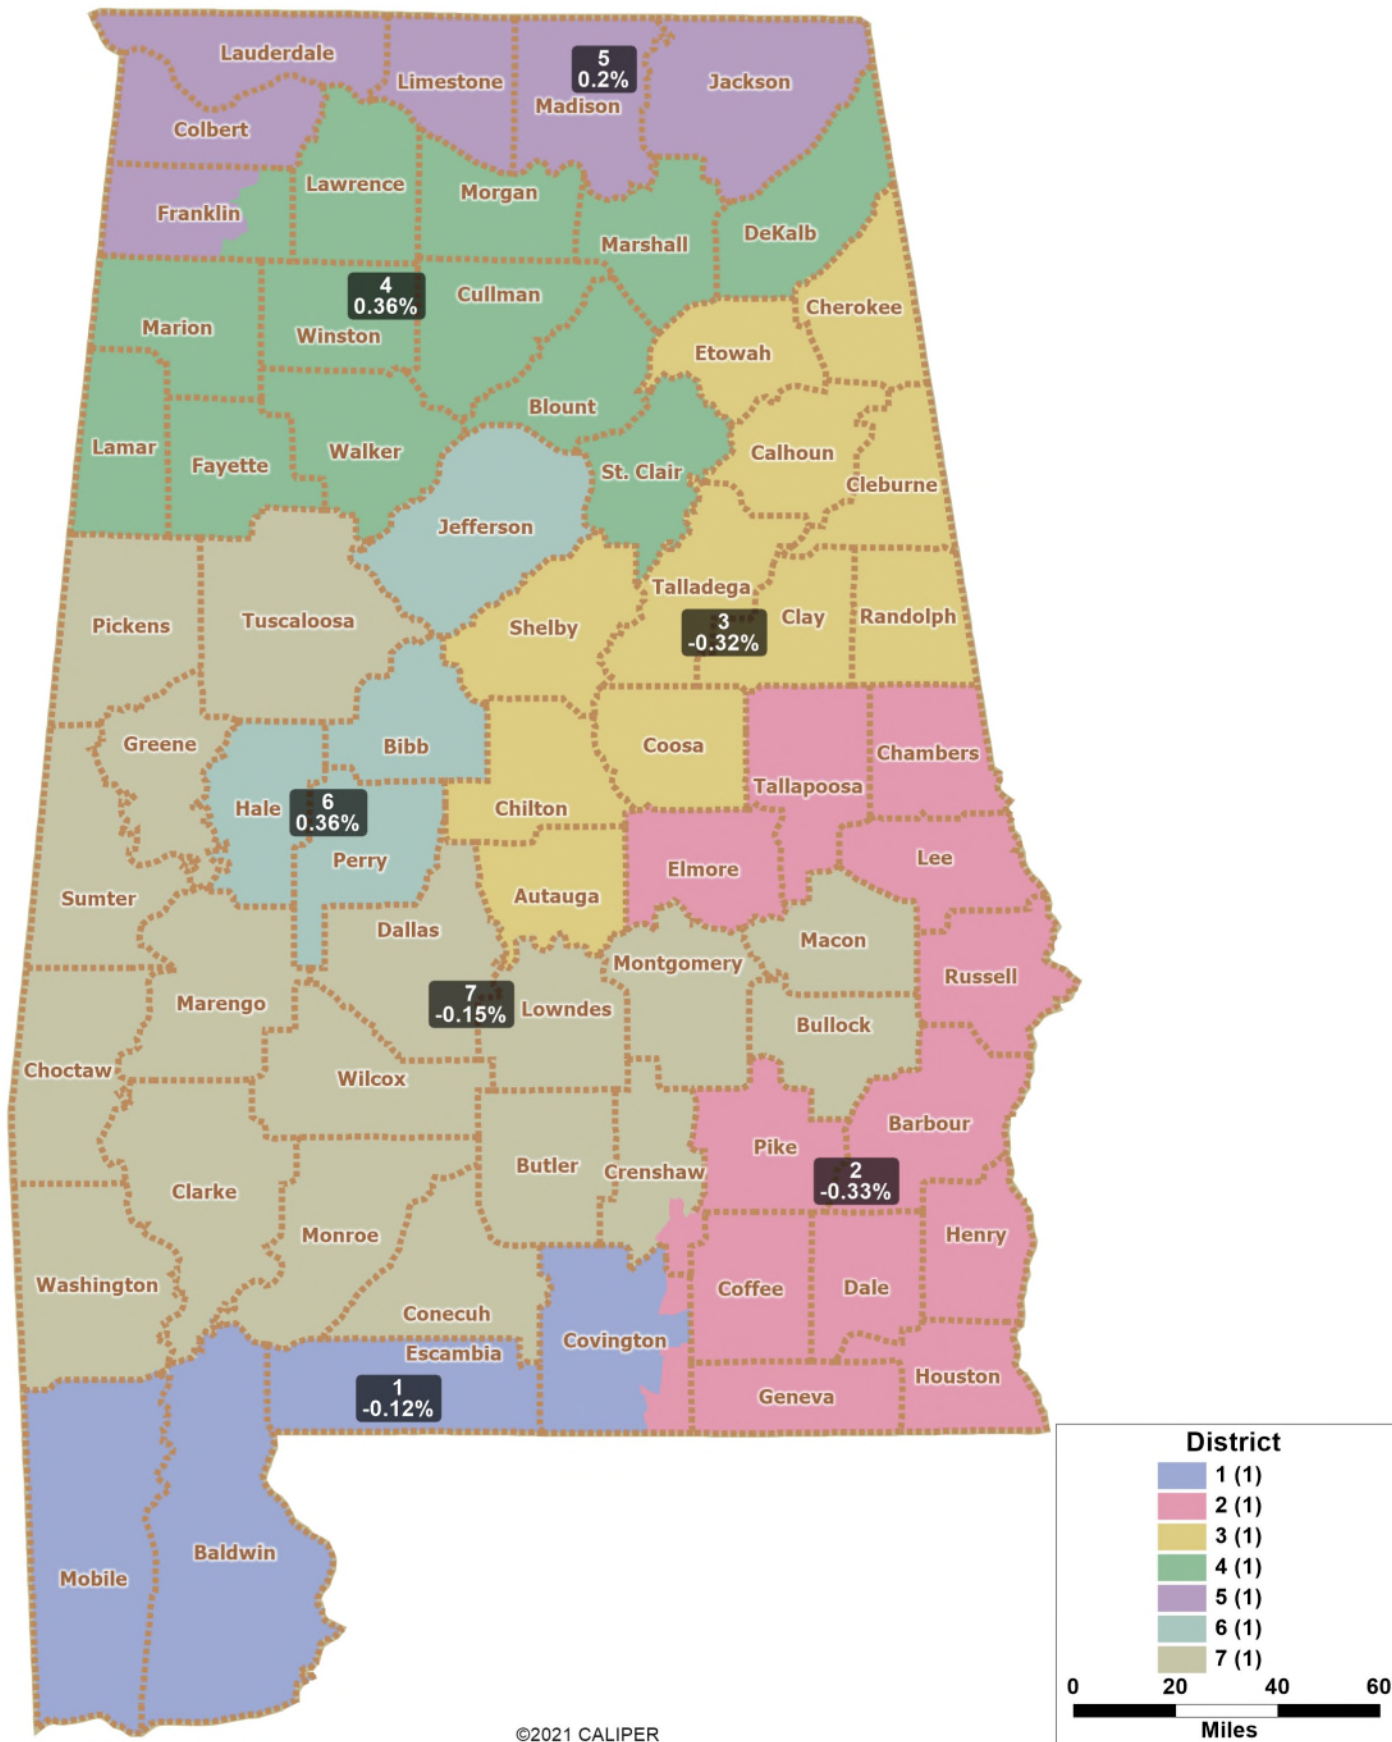 Lauderdale
Limestone
5
0.2%
Madison
Jackson
Colbert
Lawrence
Morgan
Franklin
Marshall
DeKalb
4
0.36%
Cullman
Cherokee
Marion
Winston
Etowah
Blount
Lamar
Fayette
Walker
St. Clair
Calhoun
Cleburne
Jefferson
Talladega
Pickens
Tuscaloosa
Shelby
3
-0.32%
Clay
Randolph
Greene
Bibb
Coosa
Chambers
Tallapoosa
Hale
6
0.36%
Chilton
Perry
Elmore
Lee
Sumter
Autauga
Dallas
Macon
Montgomery
Russell
Marengo
7
-0.15%
Lowndes
Bullock
Choctaw
Wilcox
Barbour
Pike
Butler
Crenshaw
2
-0.33%
Clarke
Monroe
Henry
Washington
Coffee
Dale
Conecuh
Covington
Escambia
Houston
1
-0.12%
Geneva
Baldwin
Mobile
District
1 (1)
2 (1)
3 (1)
4 (1)
5 (1)
6 (1)
7 (1)
0 20 40 60
Miles
©2021 CALIPER